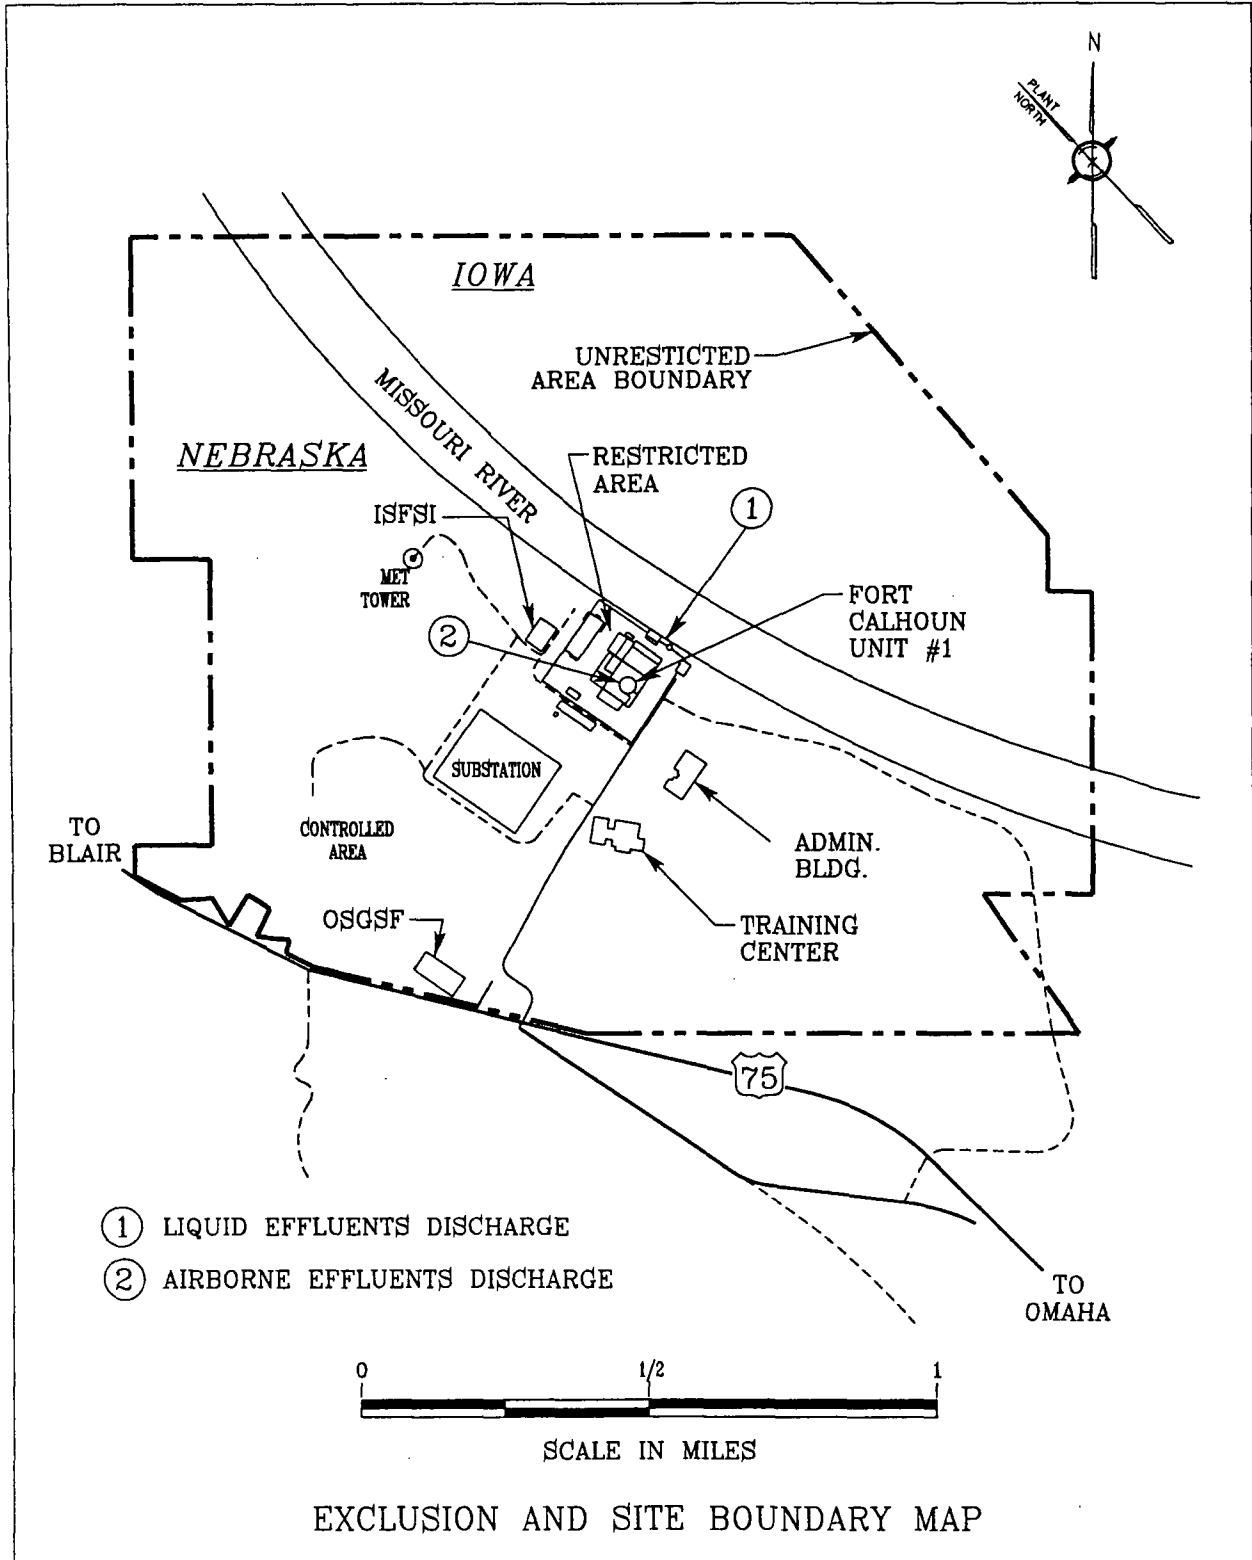 N
PLANT
NORTH
IOWA
UNRESTICTED
AREA BOUNDARY
MISSOURI RIVER
NEBRASKA
RESTRICTED
AREA
1
ISFSI
MET
TOWER
2
FORT
CALHOUN
UNIT #1
SUBSTATION
TO
BLAIR
CONTROLLED
AREA
ADMIN.
BLDG.
OSGSF
TRAINING
CENTER
75
1 LIQUID EFFLUENTS DISCHARGE
2 AIRBORNE EFFLUENTS DISCHARGE
TO
OMAHA
0 1/2 1
SCALE IN MILES
EXCLUSION AND SITE BOUNDARY MAP